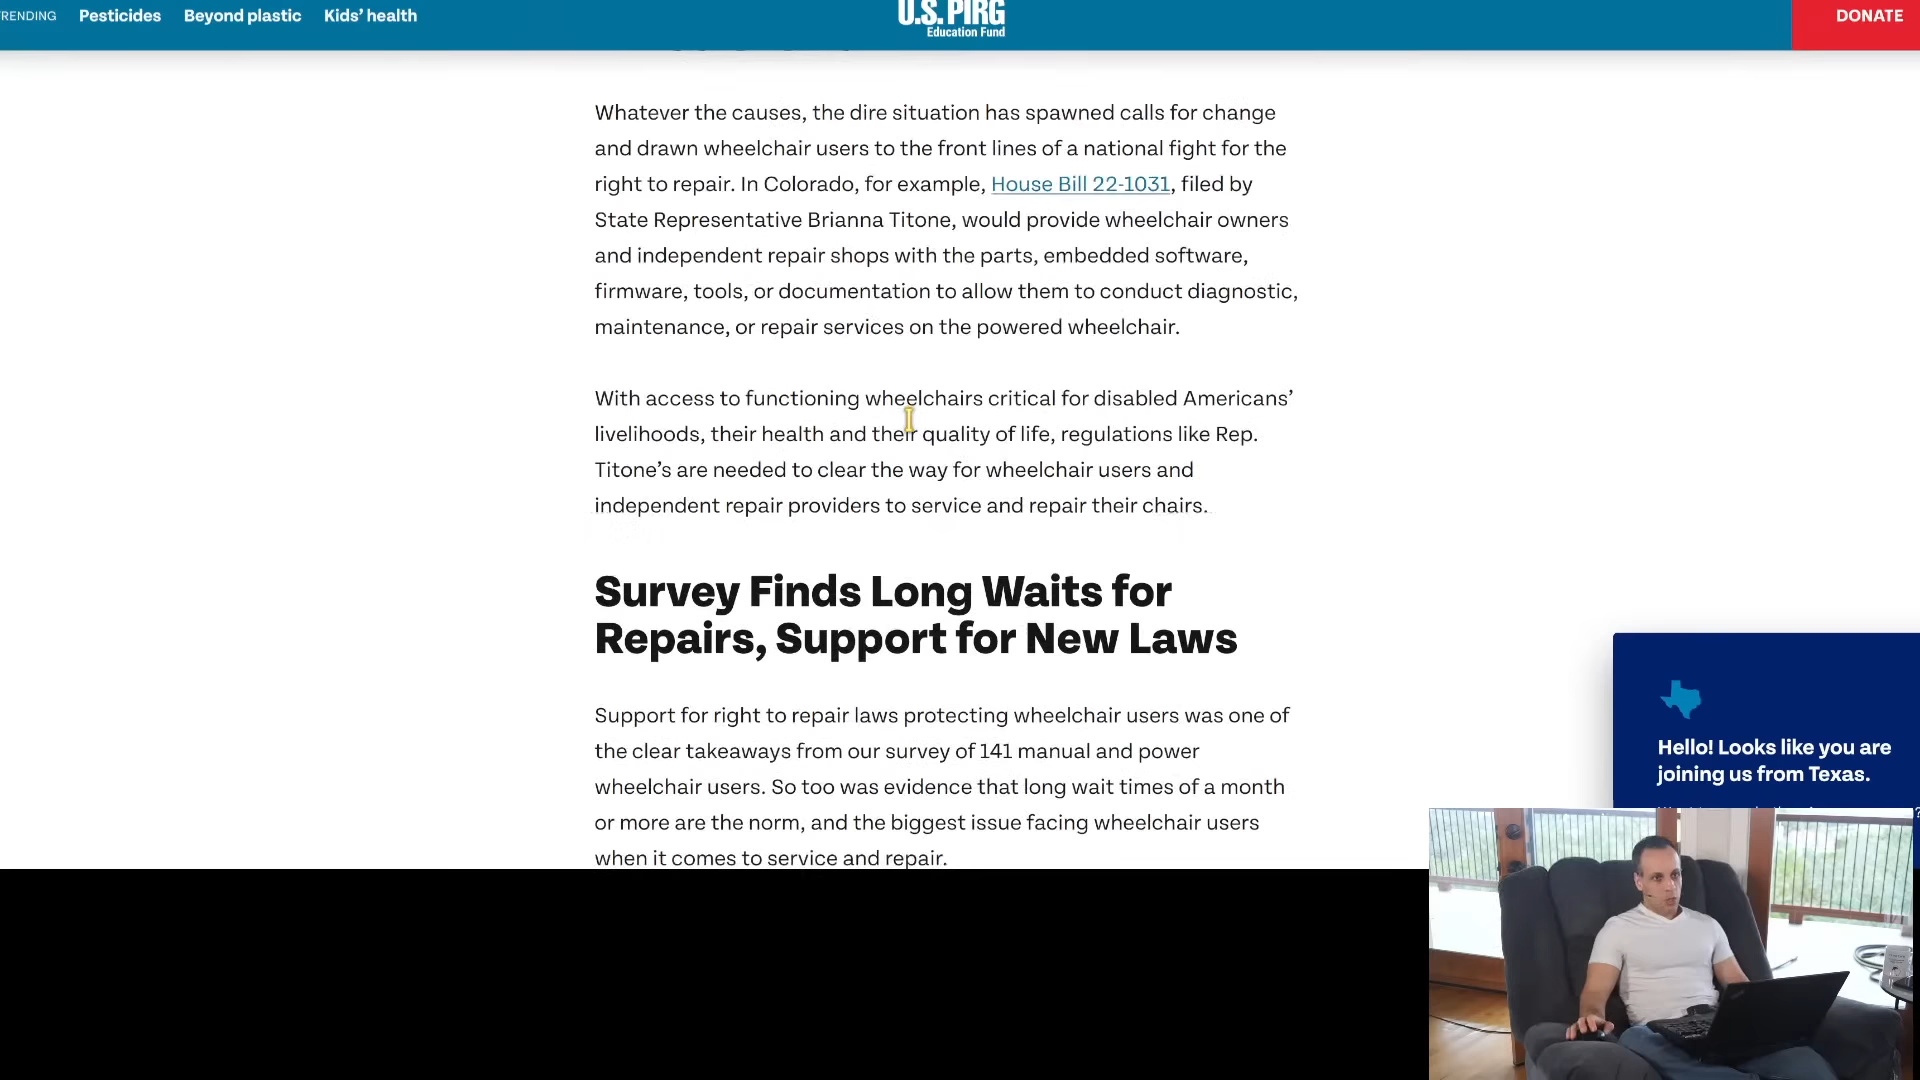 TRENDING
Pesticides
Beyond plastic
Kids’ health
U.S. PIRG
Education Fund
DONATE
Whatever the causes, the dire situation has spawned calls for change
and drawn wheelchair users to the front lines of a national fight for the
right to repair. In Colorado, for example, House Bill 22-1031, filed by
State Representative Brianna Titone, would provide wheelchair owners
and independent repair shops with the parts, embedded software,
firmware, tools, or documentation to allow them to conduct diagnostic,
maintenance, or repair services on the powered wheelchair.
With access to functioning wheelchairs critical for disabled Americans’
livelihoods, their health and their quality of life, regulations like Rep.
Titone’s are needed to clear the way for wheelchair users and
independent repair providers to service and repair their chairs.
Survey Finds Long Waits for
Repairs, Support for New Laws
Support for right to repair laws protecting wheelchair users was one of
the clear takeaways from our survey of 141 manual and power
wheelchair users. So too was evidence that long wait times of a month
or more are the norm, and the biggest issue facing wheelchair users
when it comes to service and repair.
Hello! Looks like you are
joining us from Texas.